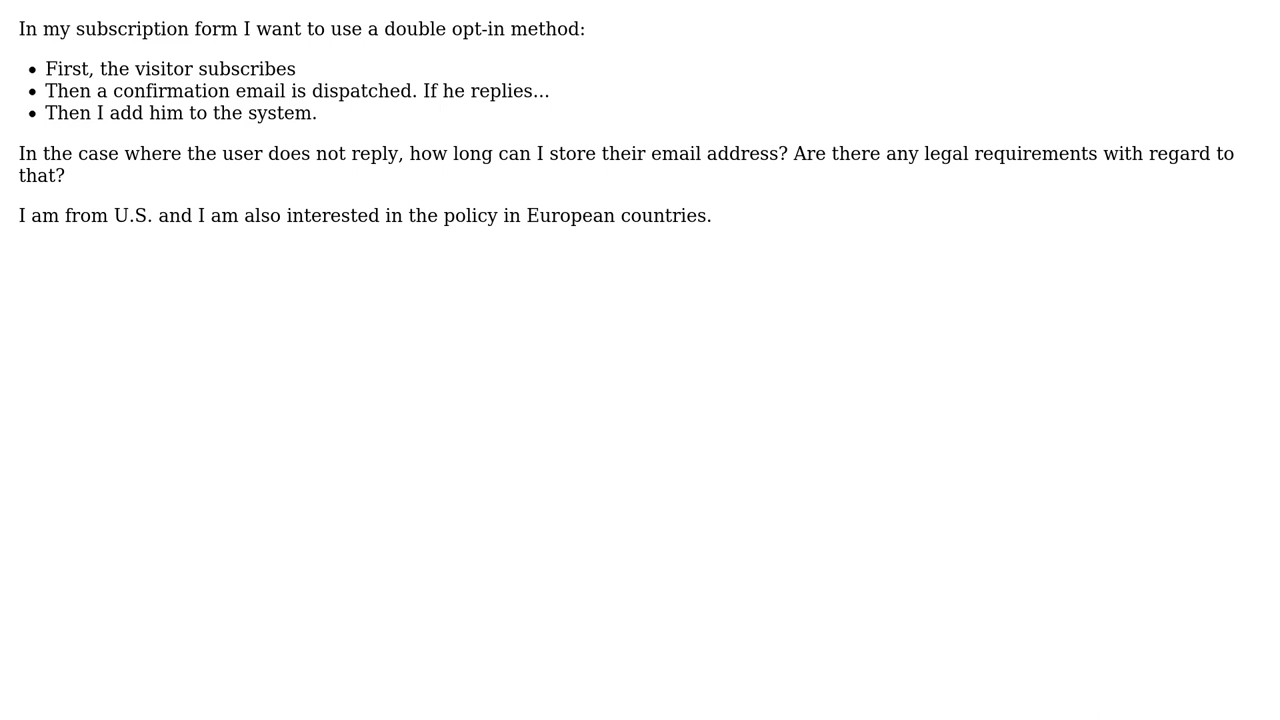 In my subscription form I want to use a double opt-in method:
• First, the visitor subscribes
• Then a confirmation email is dispatched. If he replies...
• Then I add him to the system.
In the case where the user does not reply, how long can I store their email address? Are there any legal requirements with regard to
that?
I am from U.S. and I am also interested in the policy in European countries.